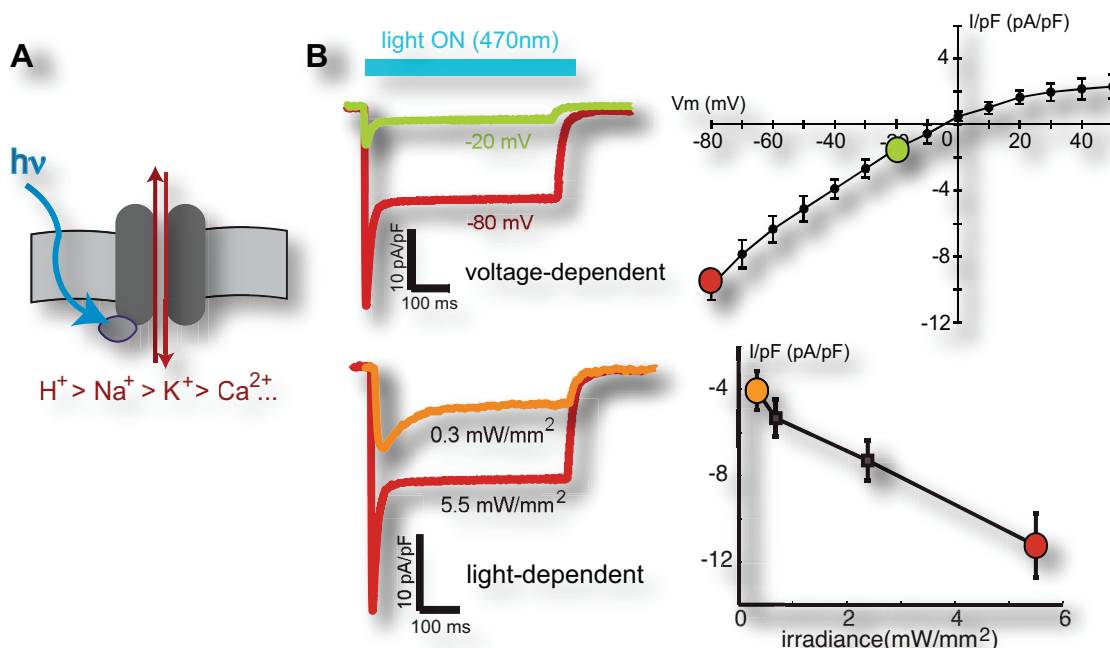 A
hν
H⁺ > Na⁺ > K⁺ > Ca²⁺...
B
light ON (470nm)
-20 mV
-80 mV
10 pA/pF
100 ms
voltage-dependent
I/pF (pA/pF)
Vm (mV)
4
-80 -60 -40 -20 0 20 40
-4
-8
-12
0.3 mW/mm²
5.5 mW/mm²
10 pA/pF
100 ms
light-dependent
I/pF (pA/pF)
-4
-8
-12
0 2 4 6
irradiance(mW/mm²)